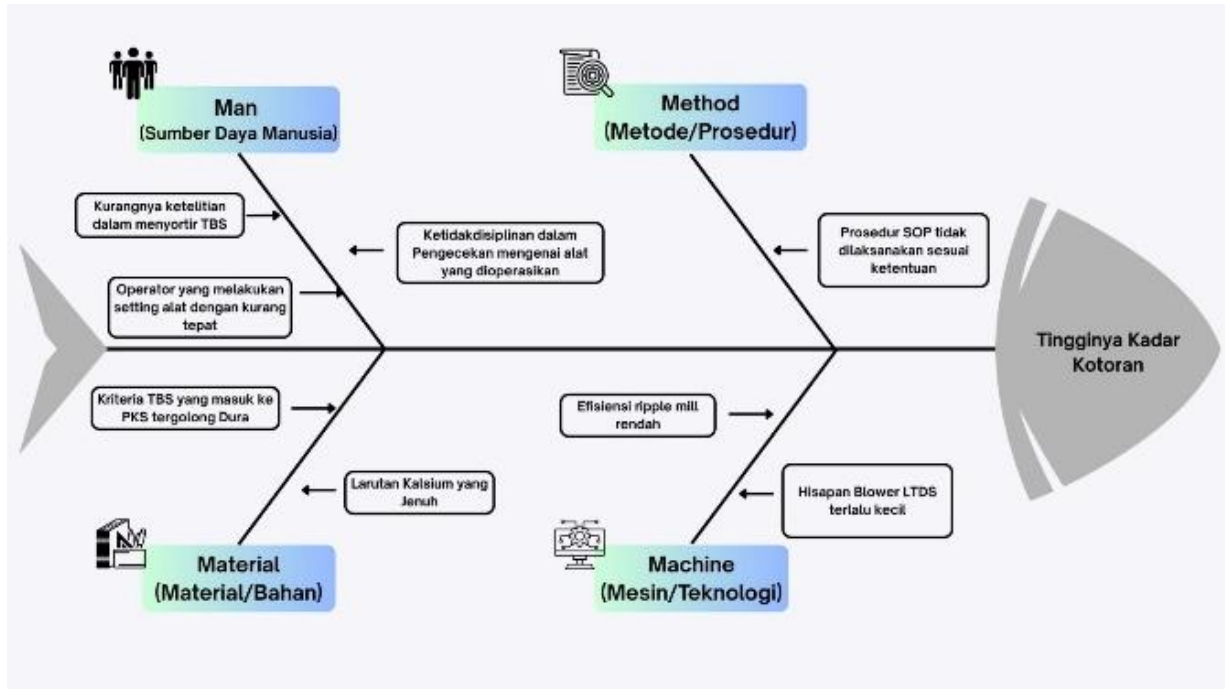 Man
(Sumber Daya Manusia)
Method
(Metode/Prosedur)
Kurangnya ketelitian
dalam menyortir TBS
Ketidakdisiplinan dalam
Pengecekan mengenai alat
yang dioperasikan
Prosedur SOP tidak
dilaksanakan sesuai
ketentuan
Operator yang melakukan
setting alat dengan kurang
tepat
Tingginya Kadar
Kotoran
Kriteria TBS yang masuk ke
PKS tergolong Dura
Efisiensi ripple mill
rendah
Larutan Kalsium yang
Jenuh
Hisapan Blower LTDS
terlalu kecil
Material
(Material/Bahan)
Machine
(Mesin/Teknologi)